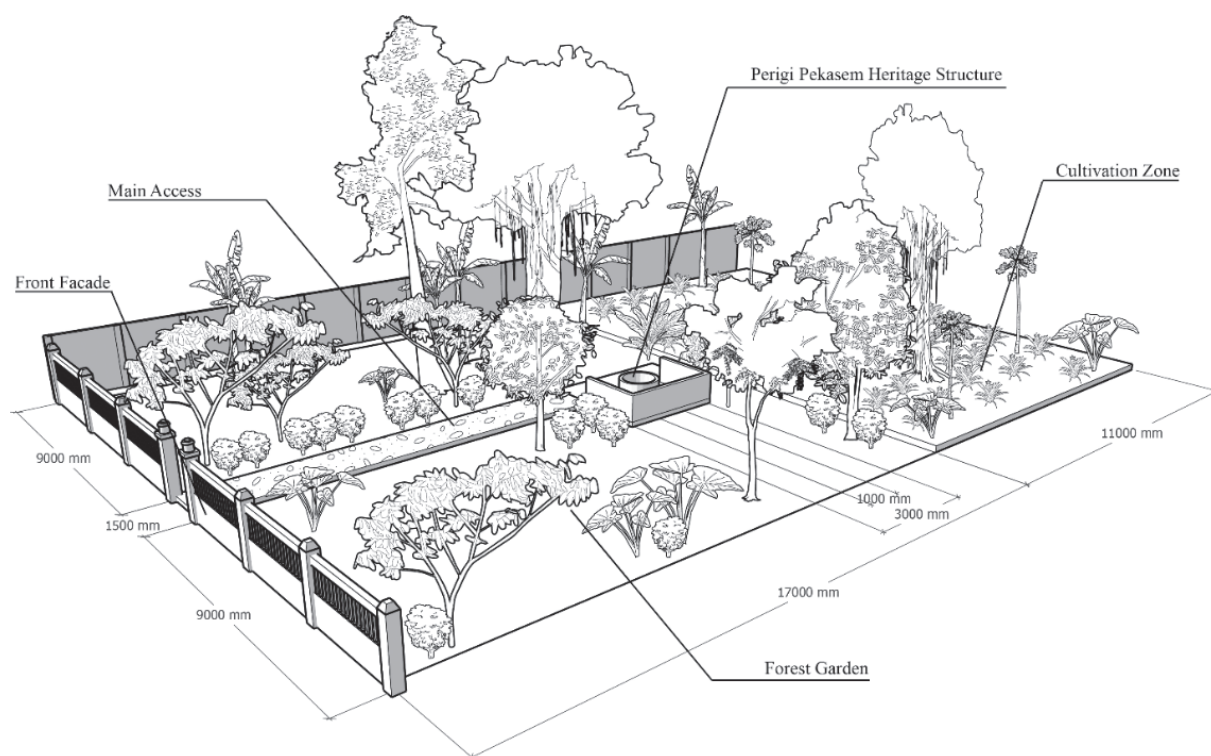 Perigi Pekasem Heritage Structure
Main Access
Cultivation Zone
Front Facade
11000 mm
9000 mm
1000 mm
1500 mm
3000 mm
17000 mm
9000 mm
Forest Garden